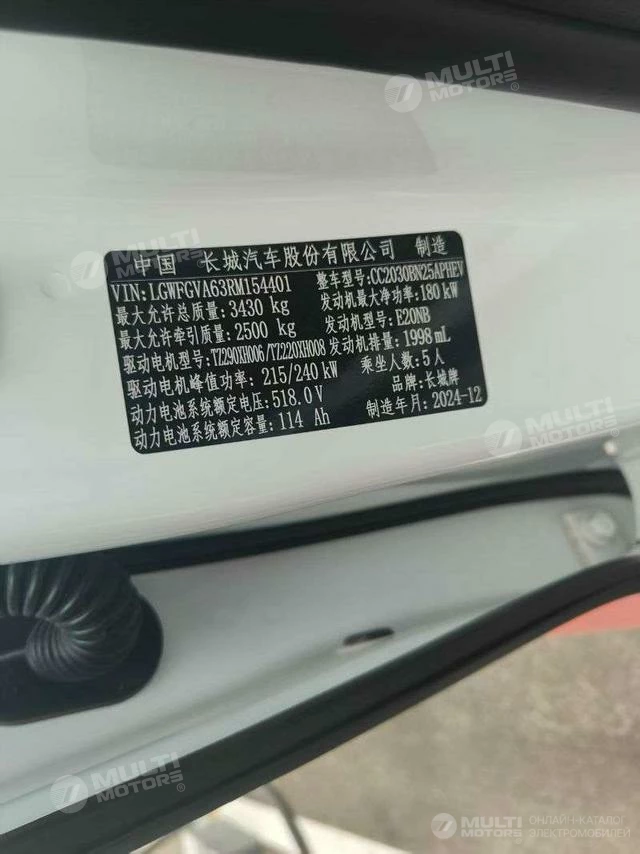 MULTI
MOTORS®
中国 长城汽车股份有限公司 制造
VIN:LGWFGVA63RM154401 整车型号:CC2030BN25APHEV
最大允许总质量:3430 kg 发动机最大净功率:180 kW
最大允许牵引质量:2500 kg 发动机型号:E20NB
驱动电机型号:TZ290XH006/TZ220XH008 发动机排量:1998 mL
驱动电机峰值功率:215/240 kW 乘坐人数:5人
动力电池系统额定电压:518.0V 品牌:长城牌
动力电池系统额定容量:114 Ah 制造年月:2024-12
MULTI
MOTORS®
MULTI
MOTORS®
MULTI
MOTORS®
ОНЛАЙН-КАТАЛОГ
ЭЛЕКТРОМОБИЛЕЙ